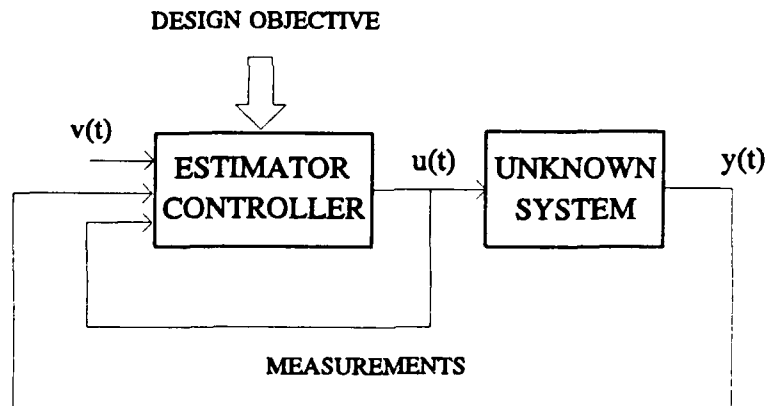 DESIGN OBJECTIVE
v(t)
ESTIMATOR
CONTROLLER
u(t)
UNKNOWN
SYSTEM
y(t)
MEASUREMENTS